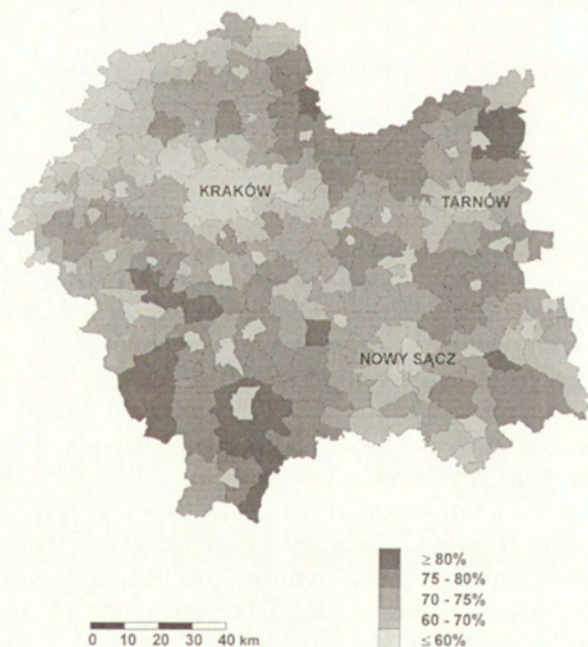 KRAKÓW
TARNÓW
NOWY SĄCZ
≥ 80%
75 - 80%
70 - 75%
60 - 70%
≤ 60%
0 10 20 30 40 km